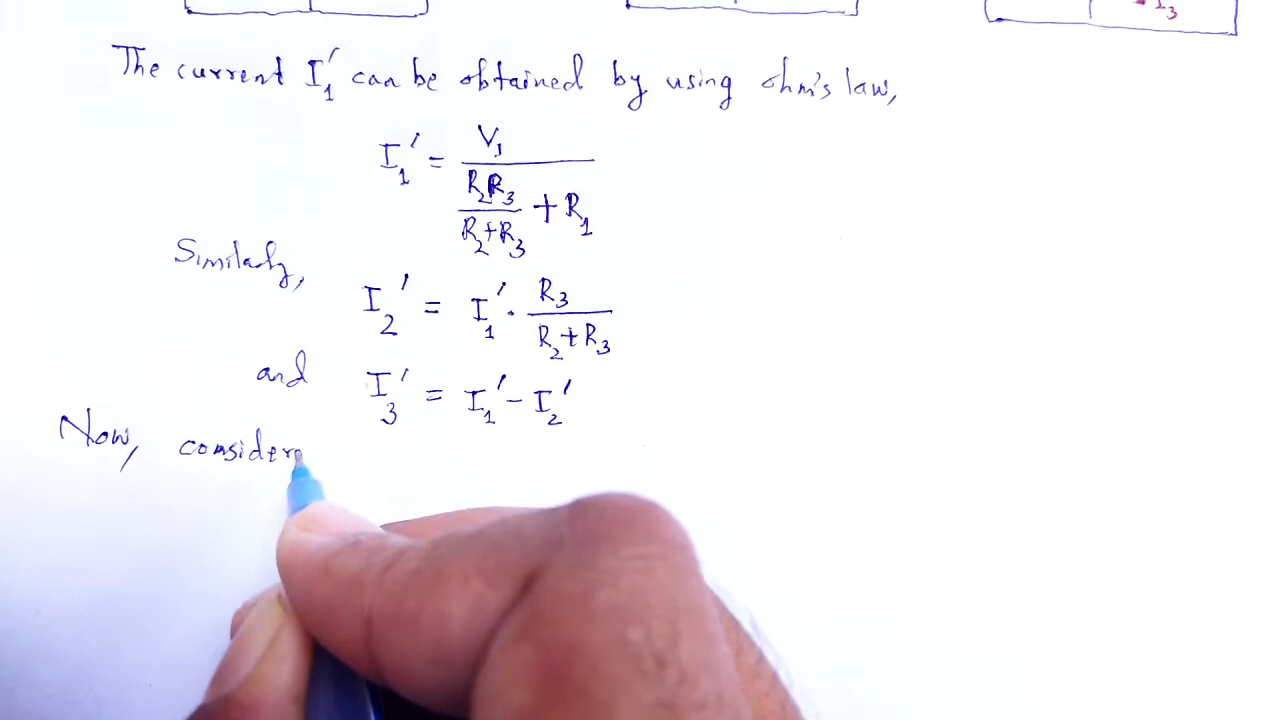 I₃
The current I₁′ can be obtained by using ohm's law,
I₁′ = V₁ / (R₂R₃ / (R₂+R₃) + R₁)
Similarly,
I₂′ = I₁′ · R₃ / (R₂+R₃)
and I₃′ = I₁′ − I₂′
Now, consider